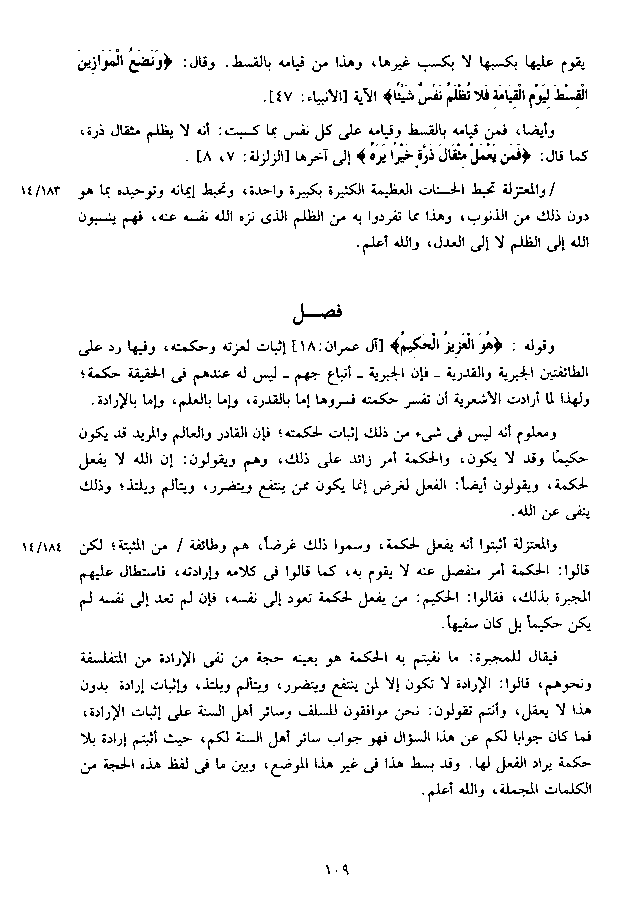 يقوم عليها بكسبها لا بكسب غيرها، وهذا من قيامه بالقسط. وقال: ﴿وَنَضَعُ الْمَوَازِينَ
الْقِسْطَ لِيَوْمِ الْقِيَامَةِ فَلا تُظْلَمُ نَفْسٌ شَيْئًا﴾ الآية [الأنبياء: ٤٧].
وأيضا، فمن قيامه بالقسط وقيامه على كل نفس بما كسبت: أنه لا يظلم مثقال ذرة،
كما قال: ﴿فَمَن يَعْمَلْ مِثْقَالَ ذَرَّةٍ خَيْرًا يَرَهُ﴾ إلى آخرها [الزلزلة: ٧، ٨] .
/ والمعتزلة تحبط الحسنات العظيمة الكثيرة بكبيرة واحدة، وتحبط إيمانه وتوحيده بما هو ١٤/١٨٣
دون ذلك من الذنوب، وهذا مما تفردوا به من الظلم الذى نزه الله نفسه عنه، فهم ينسبون
الله إلى الظلم لا إلى العدل، والله أعلم.
فصــل
وقوله : ﴿هُوَ الْعَزِيزُ الْحَكِيمُ﴾ [آل عمران:١٨] إثبات لعزته وحكمته، وفيها رد على
الطائفتين الجبرية والقدرية ـ فإن الجبرية ـ أتباع جهم ـ ليس له عندهم فى الحقيقة حكمة؛
ولهذا لما أرادت الأشعرية أن تفسر حكمته فسروها إما بالقدرة، وإما بالعلم، وإما بالإرادة.
ومعلوم أنه ليس فى شىء من ذلك إثبات لحكمته؛ فإن القادر والعالم والمريد قد يكون
حكيمًا وقد لا يكون، والحكمة أمر زائد على ذلك، وهم ويقولون: إن الله لا يفعل
لحكمة، ويقولون أيضاً: الفعل لغرض إنما يكون ممن ينتفع ويتضرر، ويتألم ويلتذ؛ وذلك
ينفى عن الله.
والمعتزلة أثبتوا أنه يفعل لحكمة، وسموا ذلك غرضاً، هم وطائفة / من المثبتة؛ لكن ١٤/١٨٤
قالوا: الحكمة أمر منفصل عنه لا يقوم به، كما قالوا فى كلامه وإرادته، فاستطال عليهم
المجبرة بذلك، فقالوا: الحكيم: من يفعل لحكمة تعود إلى نفسه، فإن لم تعد إلى نفسه لم
يكن حكيماً بل كان سفيهاً.
فيقال للمجبرة: ما نفيتم به الحكمة هو بعينه حجة من نفى الإرادة من المتفلسفة
ونحوهم، قالوا: الإرادة لا تكون إلا لمن ينتفع ويتضرر، ويتألم ويلتذ، وإثبات إرادة بدون
هذا لا يعقل، وأنتم تقولون: نحن موافقون للسلف وسائر أهل السنة على إثبات الإرادة،
فما كان جوابا لكم عن هذا السؤال فهو جواب سائر أهل السنة لكم، حيث أثبتم إرادة بلا
حكمة يراد الفعل لها. وقد بسط هذا فى غير هذا الموضع، وبين ما فى لفظ هذه الحجة من
الكلمات المجملة، والله أعلم.
١٠٩